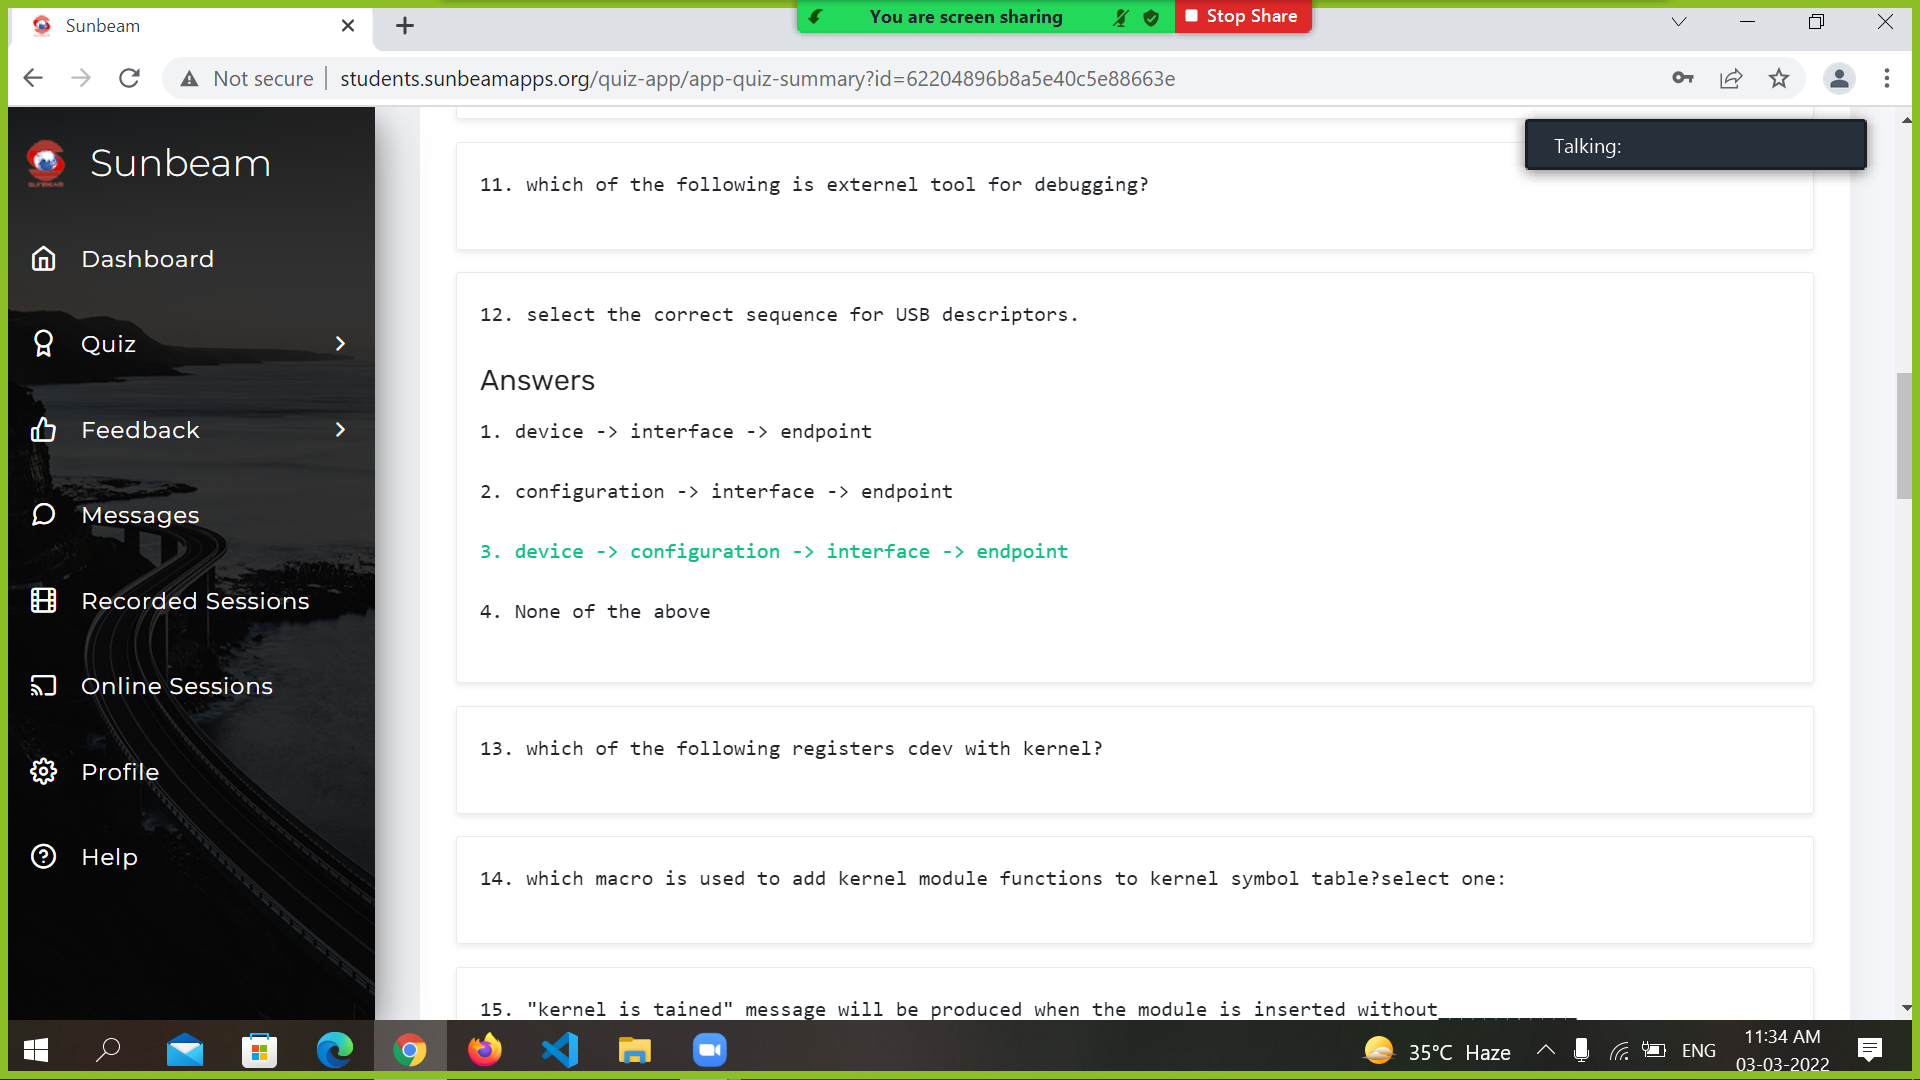 Sunbeam
You are screen sharing
Stop Share
Not secure
students.sunbeamapps.org/quiz-app/app-quiz-summary?id=62204896b8a5e40c5e88663e
Sunbeam
Dashboard
Quiz
Feedback
Messages
Recorded Sessions
Online Sessions
Profile
Help
Talking:
11. which of the following is externel tool for debugging?
12. select the correct sequence for USB descriptors.
Answers
1. device -> interface -> endpoint
2. configuration -> interface -> endpoint
3. device -> configuration -> interface -> endpoint
4. None of the above
13. which of the following registers cdev with kernel?
14. which macro is used to add kernel module functions to kernel symbol table?select one:
15. "kernel is tained" message will be produced when the module is inserted without____________
35°C Haze
ENG
11:34 AM
03-03-2022